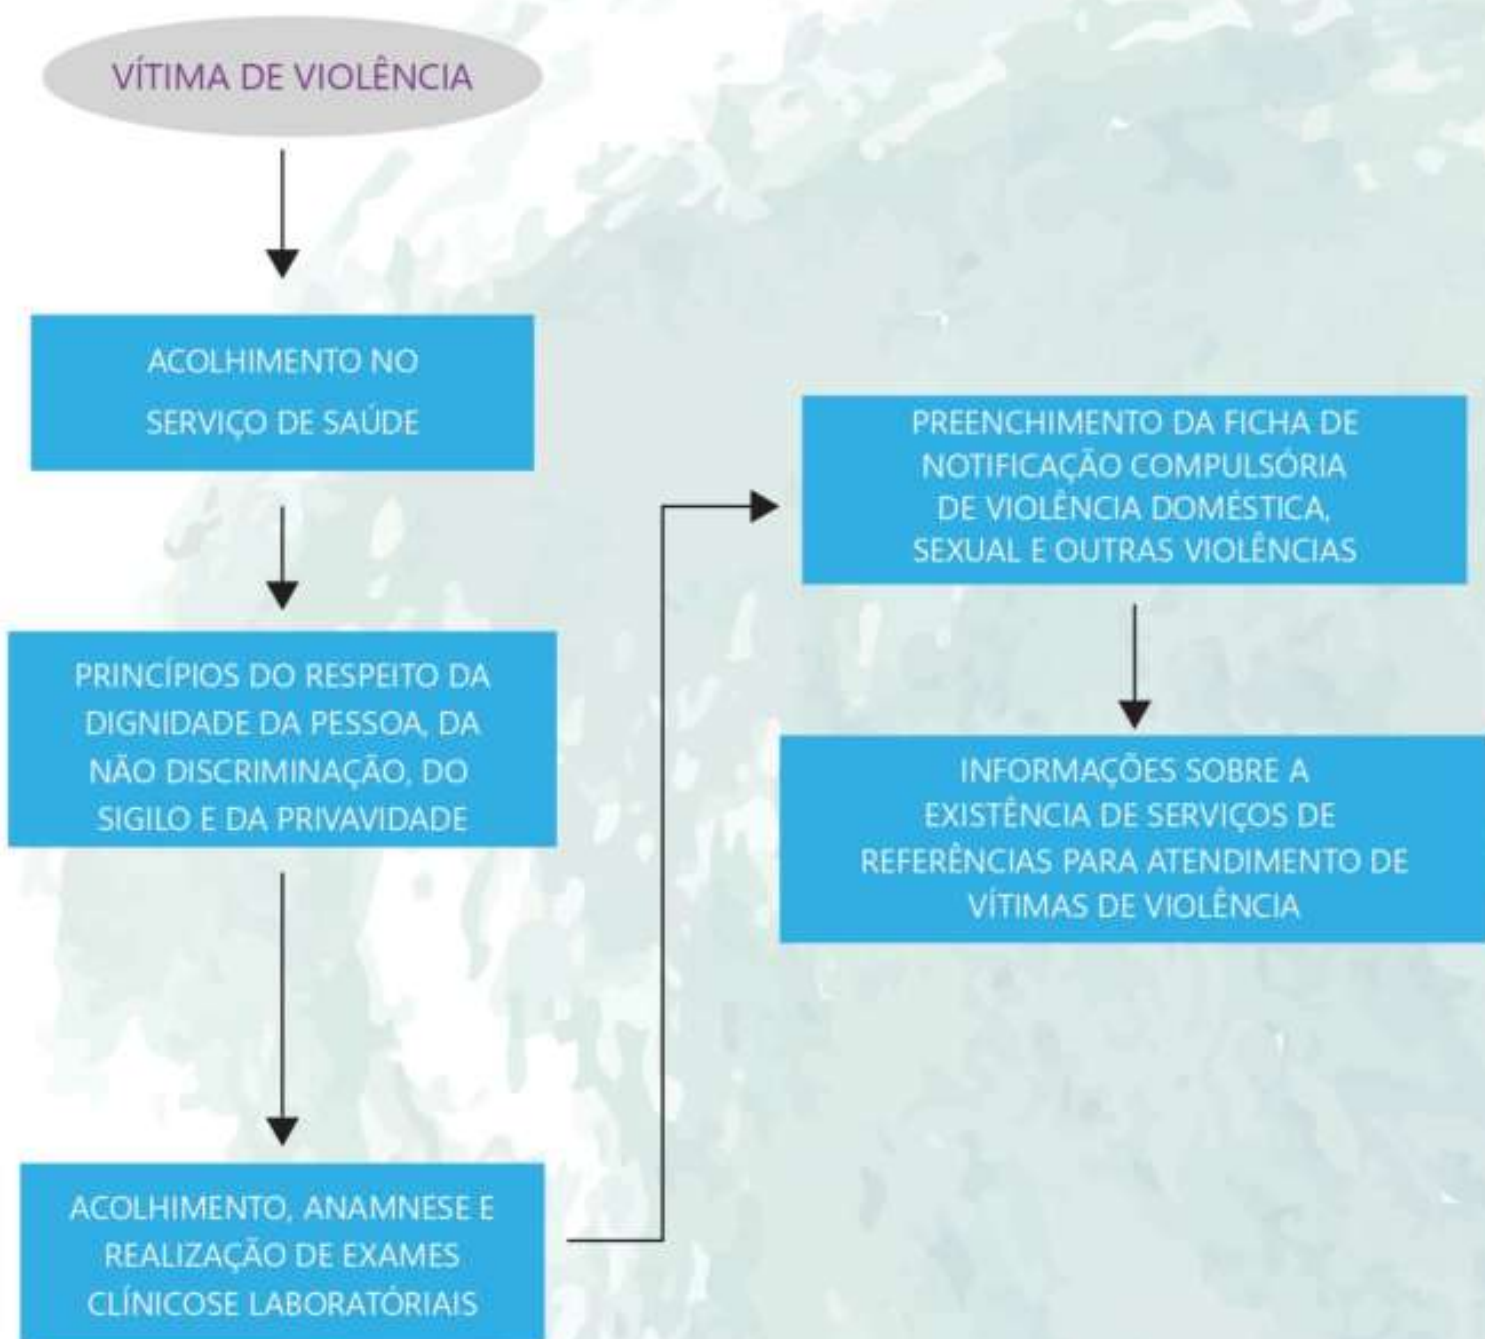 VÍTIMA DE VIOLÊNCIA
ACOLHIMENTO NO
SERVIÇO DE SAÚDE
PRINCÍPIOS DO RESPEITO DA
DIGNIDADE DA PESSOA, DA
NÃO DISCRIMINAÇÃO, DO
SIGILO E DA PRIVAVIDADE
ACOLHIMENTO, ANAMNESE E
REALIZAÇÃO DE EXAMES
CLÍNICOSE LABORATÓRIAIS
PREENCHIMENTO DA FICHA DE
NOTIFICAÇÃO COMPULSÓRIA
DE VIOLÊNCIA DOMÉSTICA,
SEXUAL E OUTRAS VIOLÊNCIAS
INFORMAÇÕES SOBRE A
EXISTÊNCIA DE SERVIÇOS DE
REFERÊNCIAS PARA ATENDIMENTO DE
VÍTIMAS DE VIOLÊNCIA